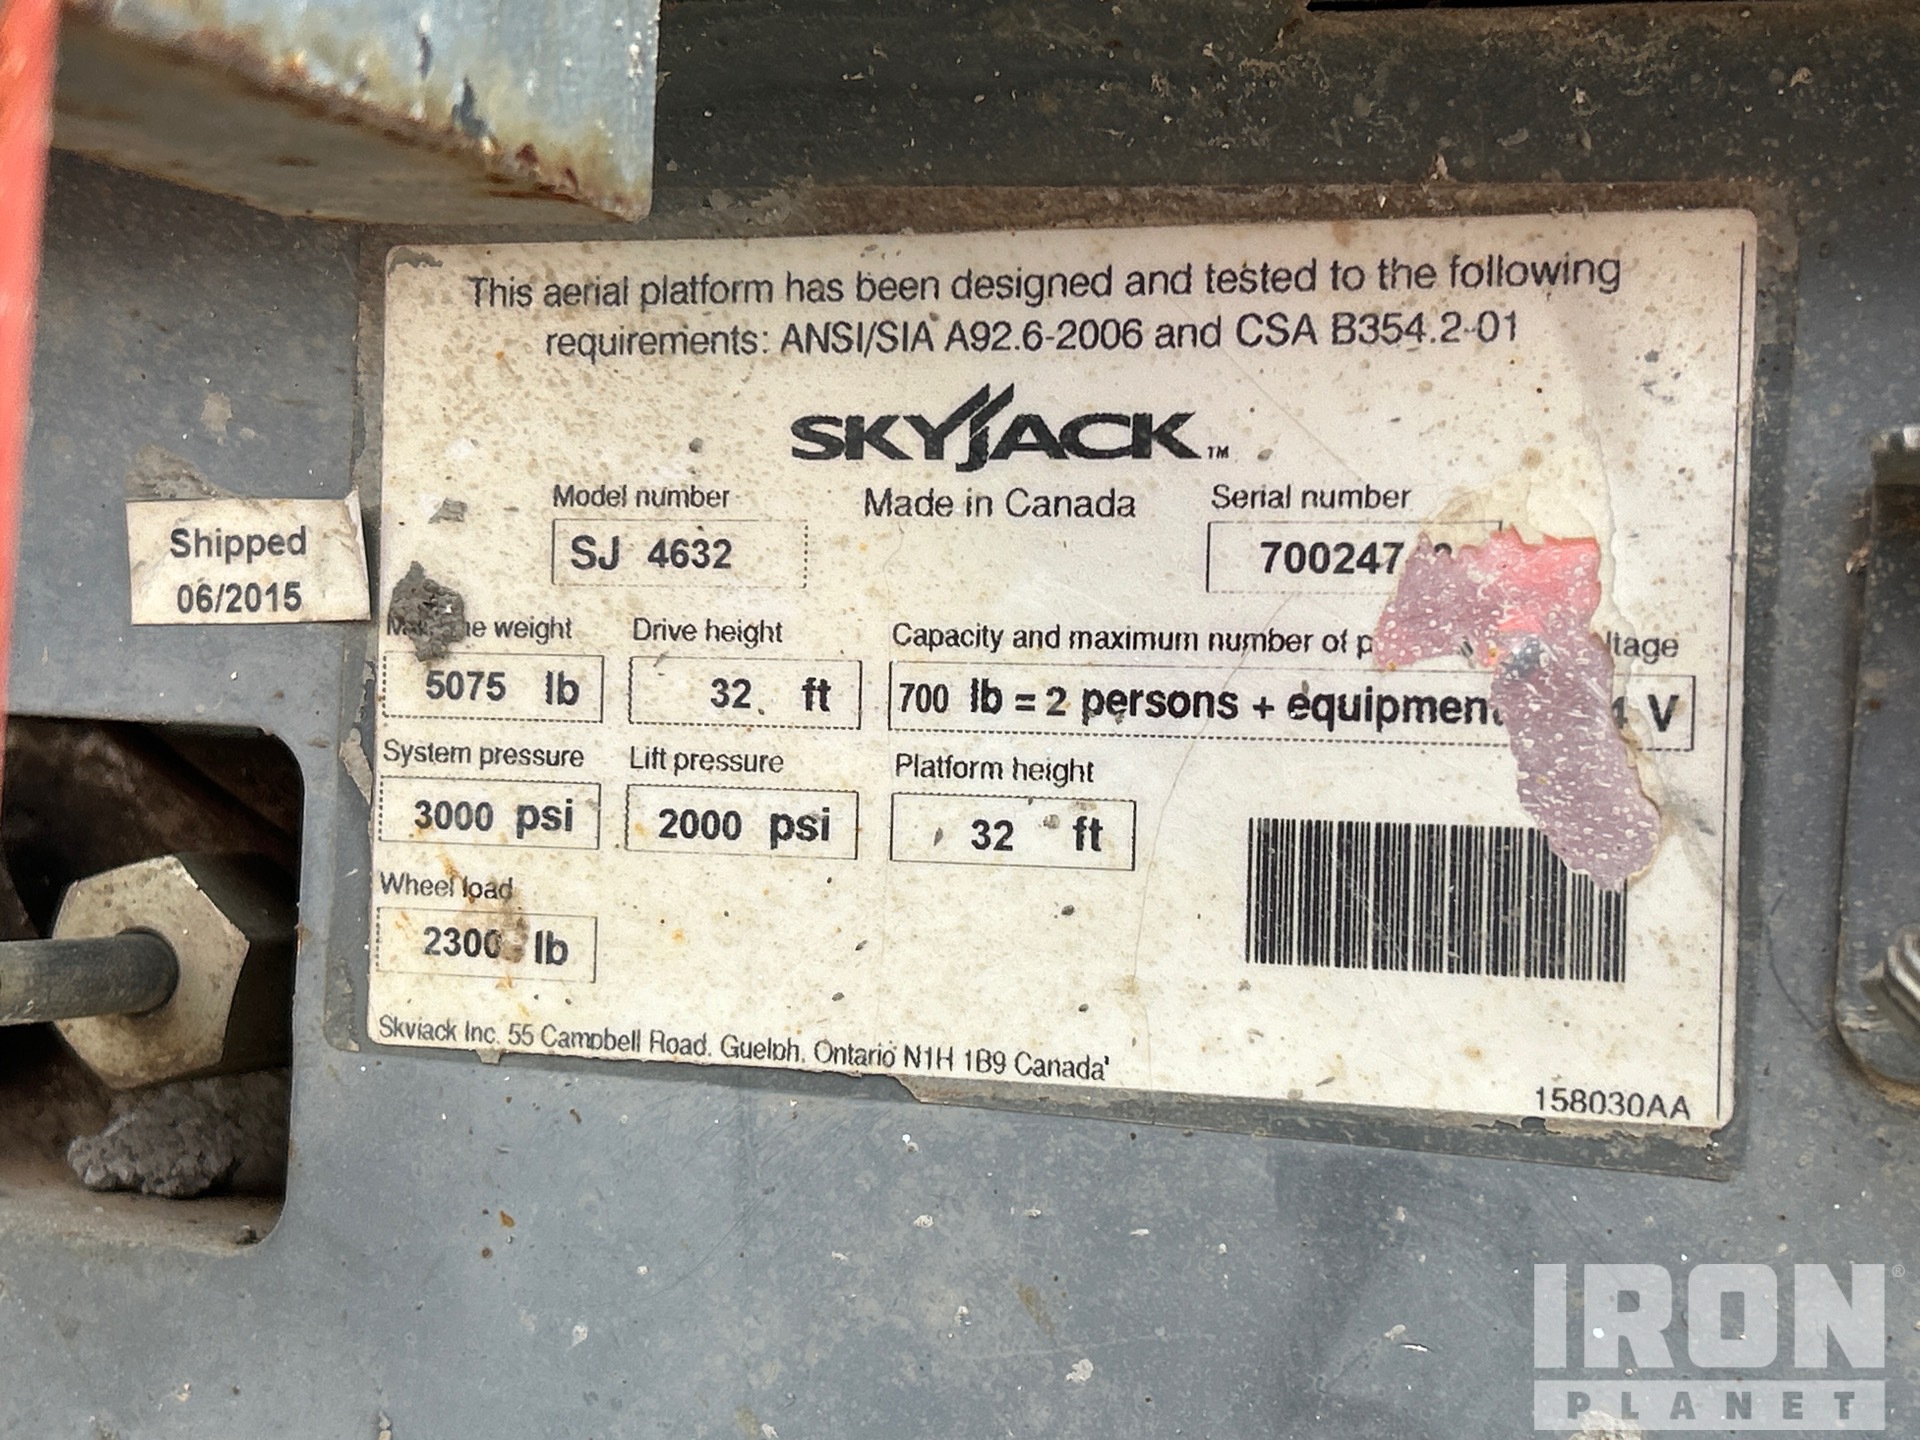 This aerial platform has been designed and tested to the following
requirements: ANSI/SIA A92.6-2006 and CSA B354.2-01
SKYJACK™
Model number
Made in Canada
Serial number
SJ 4632
Shipped
06/2015
weight
Drive height
Capacity and maximum number of
5075 lb
32 ft
700 lb = 2 persons + equipment
V
System pressure
Lift pressure
Platform height
3000 psi
2000 psi
32 ft
Wheel load
2300 lb
Skyjack Inc. 55 Campbell Road. Guelph, Ontario N1H 1B9 Canada
158030AA
IRON
PLANET